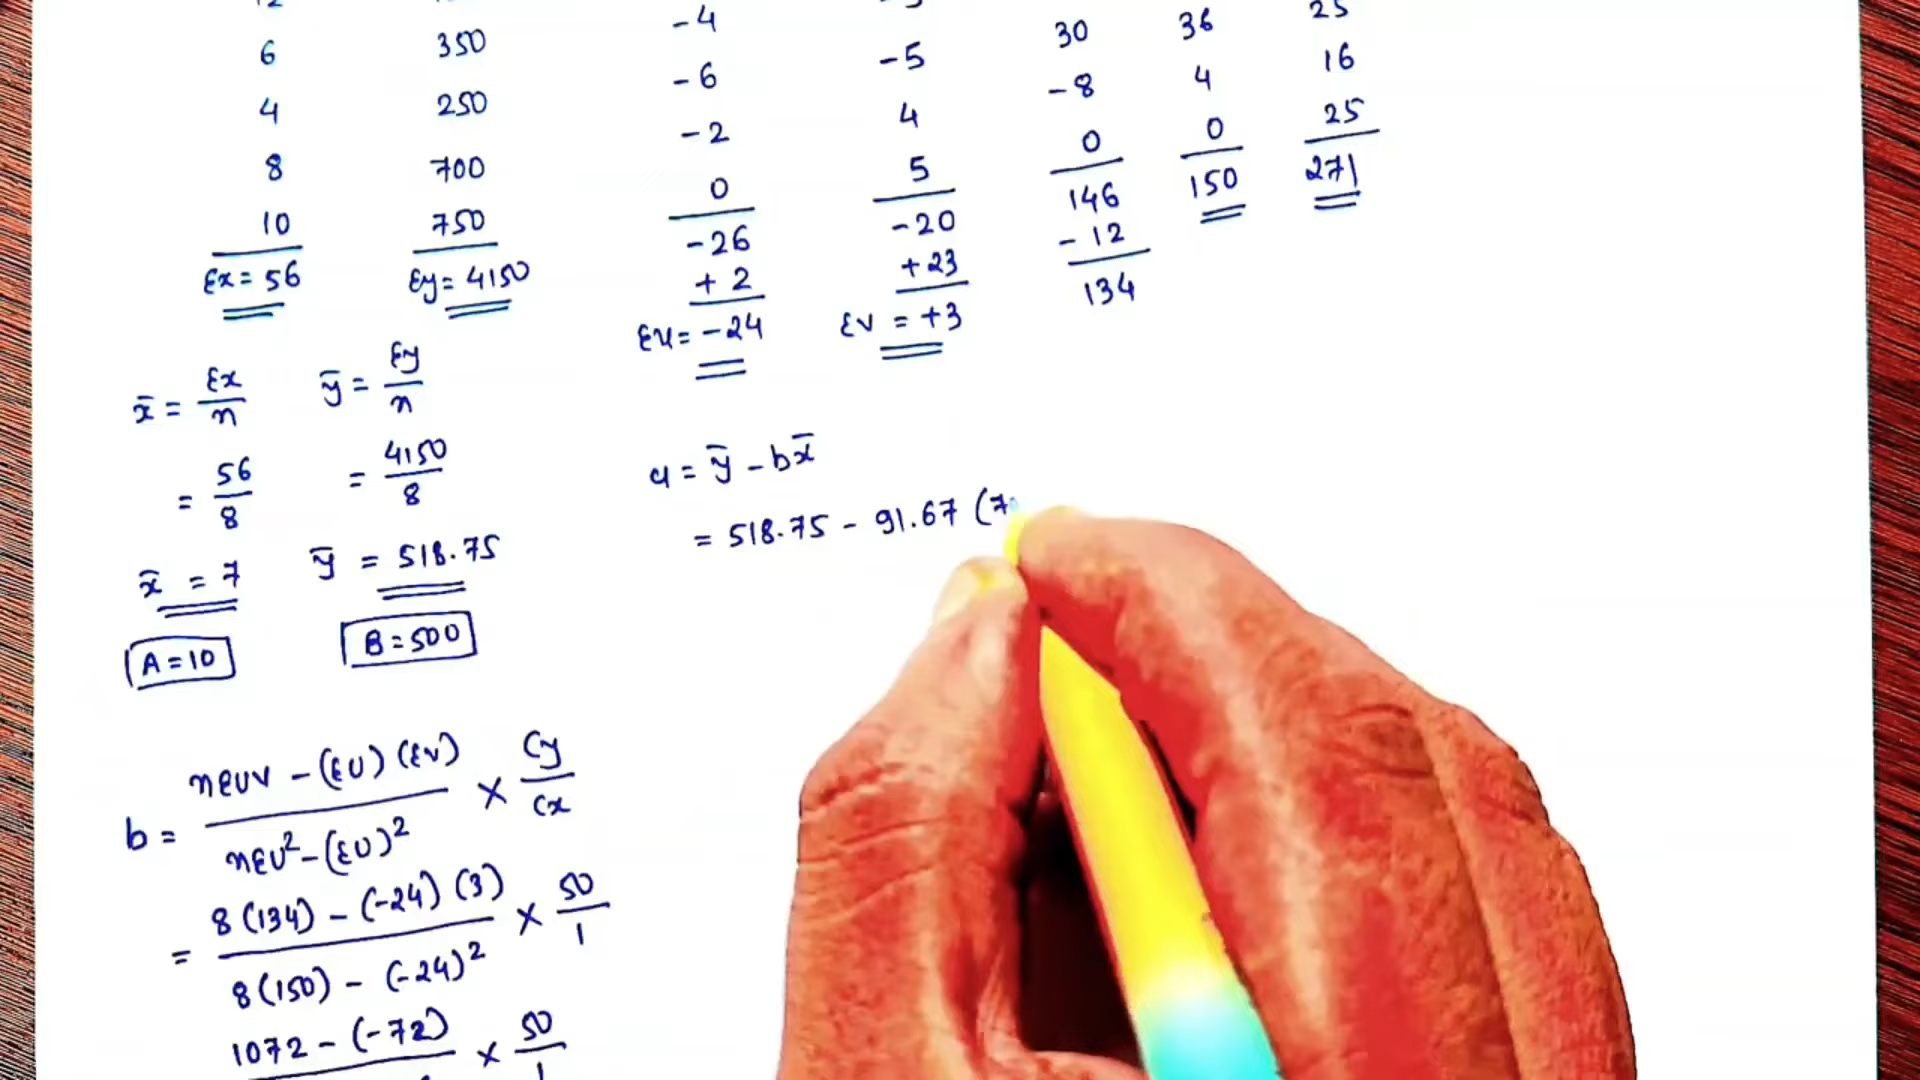 6 350 -4 30 36 25
4 250 -6 -5 -8 4 16
8 700 -2 4 0 0 25
10 750 0 5 146 150 271
Σx = 56 Σy = 4150 -26 -20 - 12
+ 2 +23 134
Σu = -24 Σv = +3
x̄ = Σx/n ȳ = Σy/n
= 56/8 = 4150/8
x̄ = 7 ȳ = 518.75
A = 10 B = 500
a = ȳ - bx̄
= 518.75 - 91.67 (7
b = nΣuv - (Σu) (Σv) / nΣu² - (Σu)² × Cy/Cx
= 8 (134) - (-24) (3) / 8 (150) - (-24)² × 50/1
1072 - (-72) × 50/1